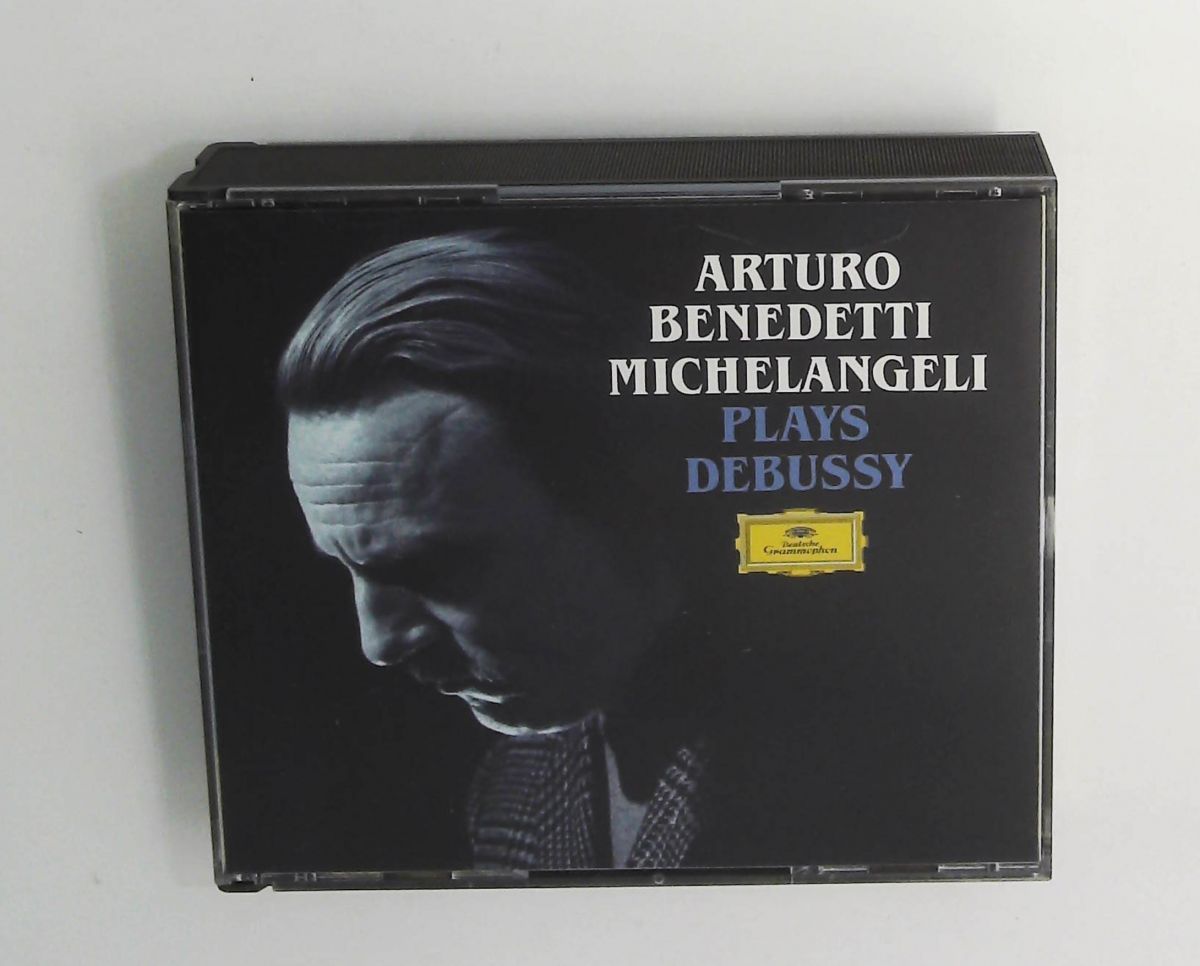 ARTURO
BENEDETTI
MICHELANGELI
PLAYS
DEBUSSY
Deutsche
Grammophon